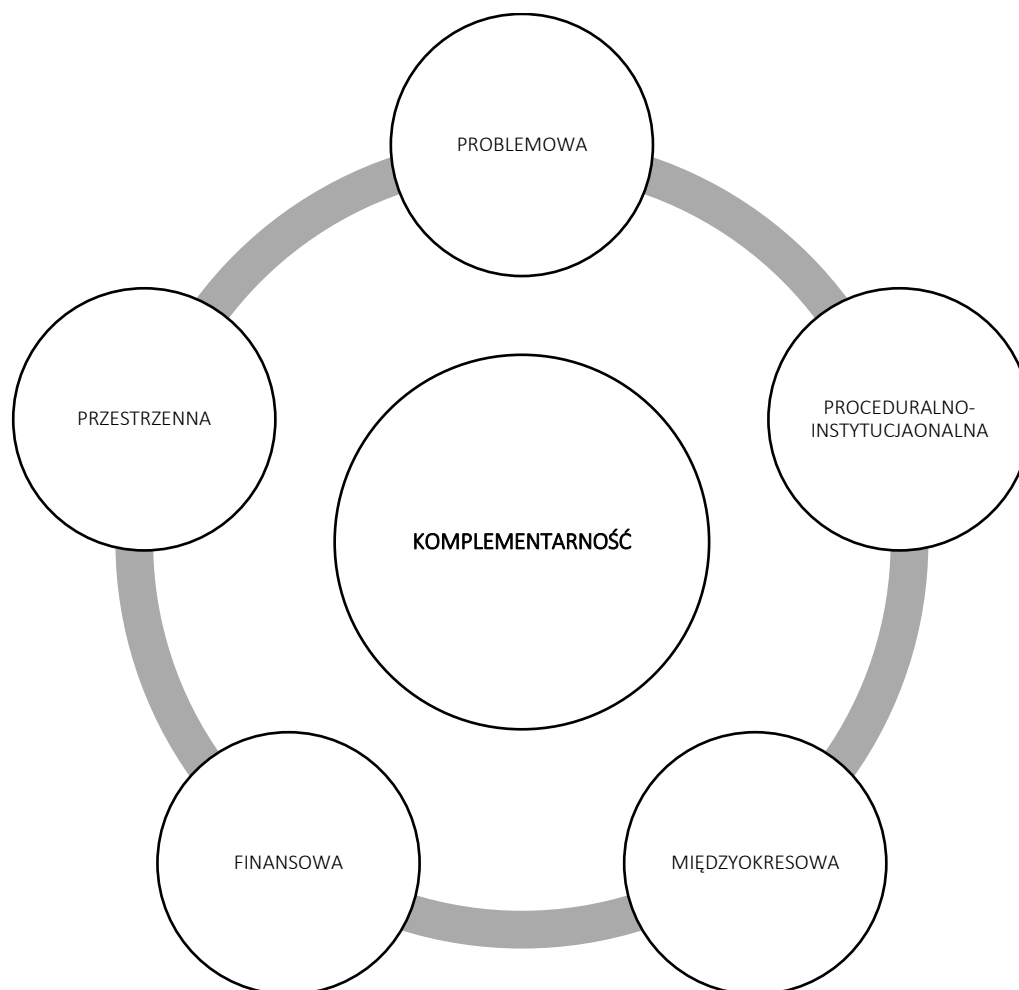 PROBLEMOWA
PRZESTRZENNA
PROCEDURALNO-
INSTYTUCJAONALNA
KOMPLEMENTARNOŚĆ
FINANSOWA
MIĘDZYOKRESOWA